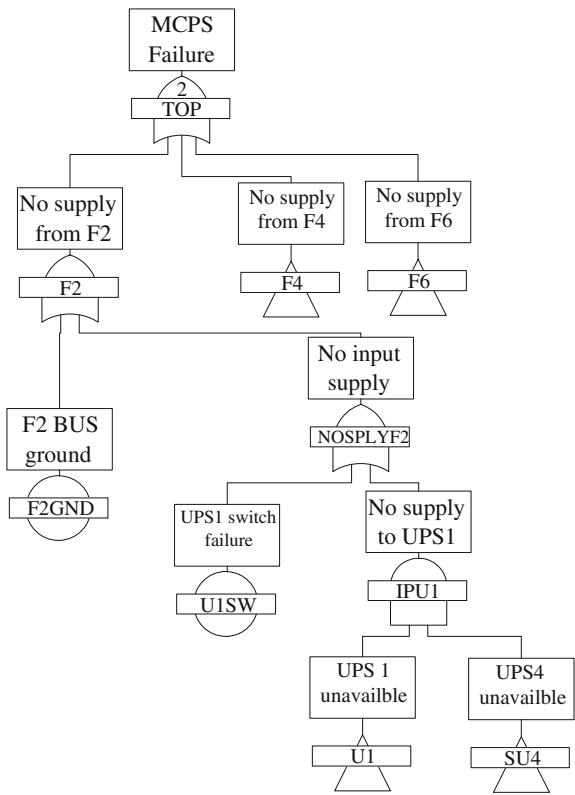 MCPS
Failure
2
TOP
No supply
from F2
No supply
from F4
No supply
from F6
F2
F4
F6
No input
supply
F2 BUS
ground
NOSPLYF2
F2GND
UPS1 switch
failure
No supply
to UPS1
U1SW
IPU1
UPS 1
unavailble
UPS4
unavailble
U1
SU4